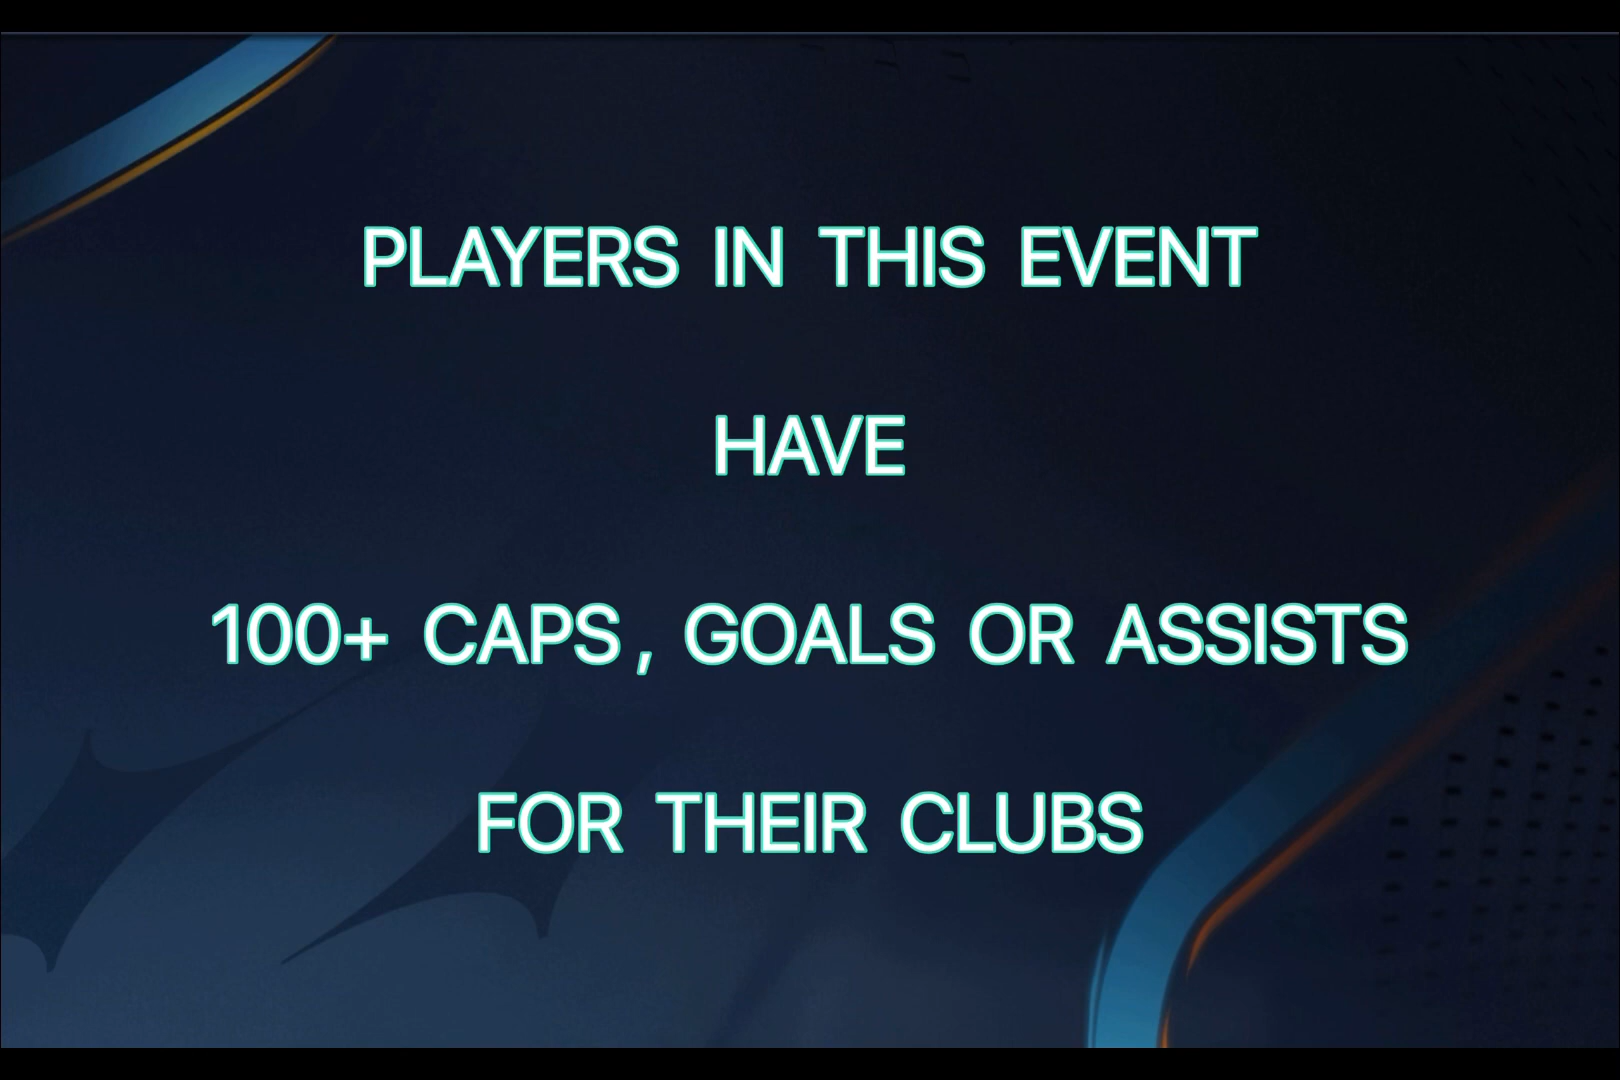 PLAYERS IN THIS EVENT
HAVE
100+ CAPS , GOALS OR ASSISTS
FOR THEIR CLUBS